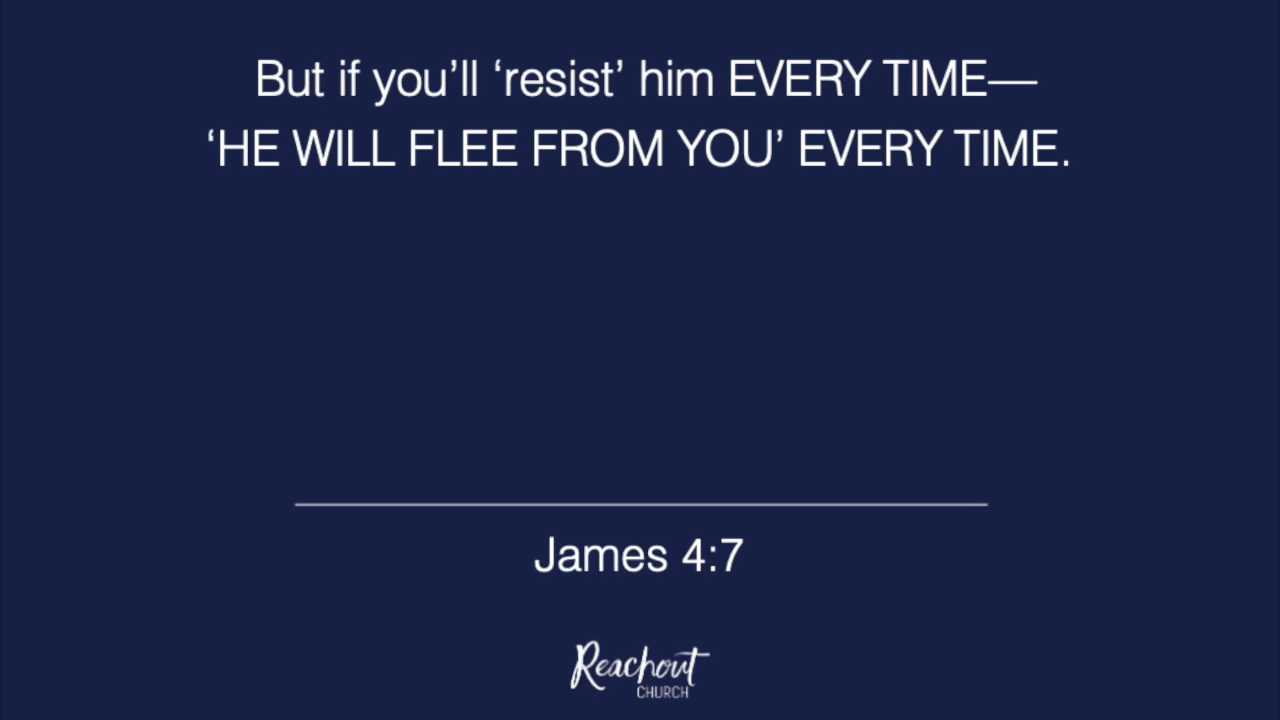 But if you’ll ‘resist’ him EVERY TIME—
‘HE WILL FLEE FROM YOU’ EVERY TIME.
James 4:7
Reachout
CHURCH